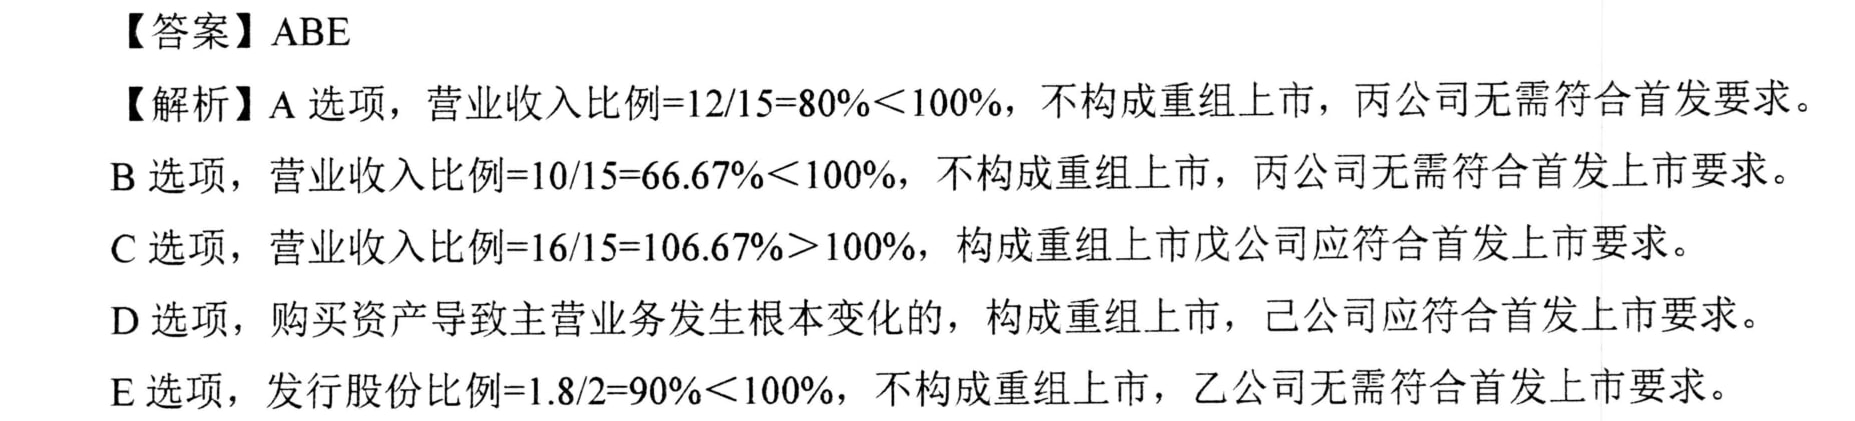 【答案】ABE
【解析】A 选项，营业收入比例=12/15=80%＜100%，不构成重组上市，丙公司无需符合首发要求。
B 选项，营业收入比例=10/15=66.67%＜100%，不构成重组上市，丙公司无需符合首发上市要求。
C 选项，营业收入比例=16/15=106.67%＞100%，构成重组上市戊公司应符合首发上市要求。
D 选项，购买资产导致主营业务发生根本变化的，构成重组上市，己公司应符合首发上市要求。
E 选项，发行股份比例=1.8/2=90%＜100%，不构成重组上市，乙公司无需符合首发上市要求。